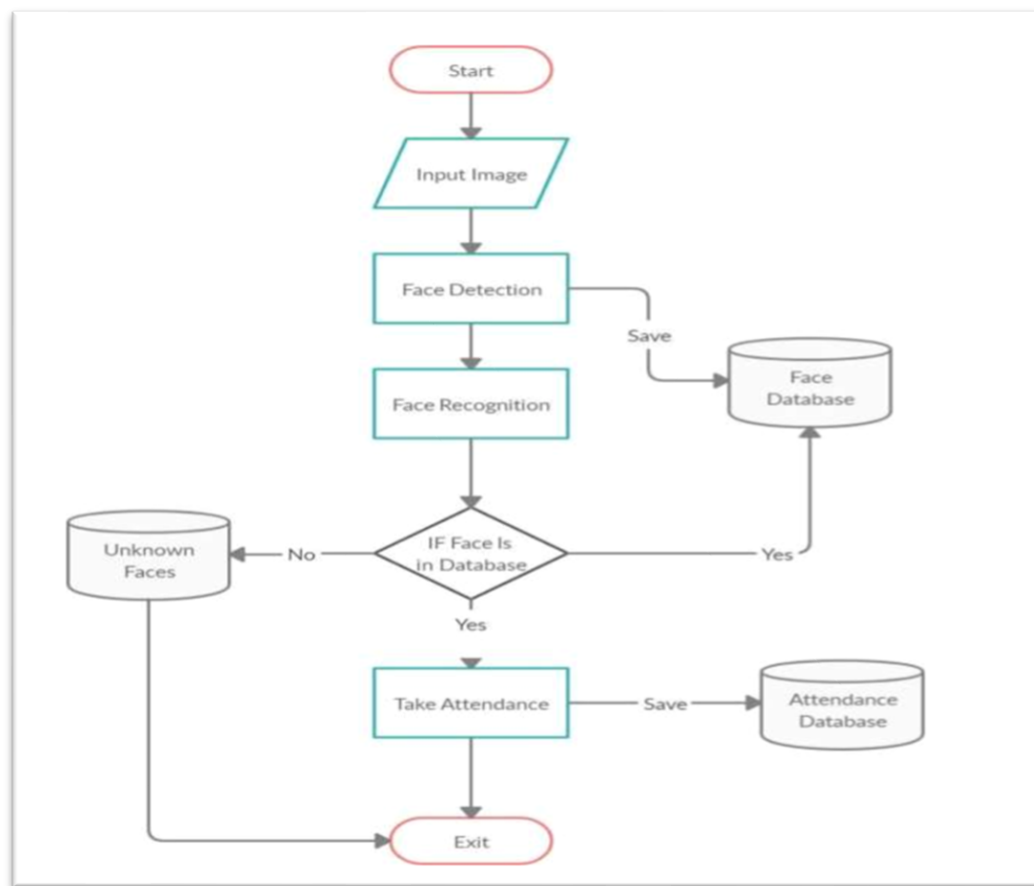 Start
Input Image
Face Detection
Save
Face
Database
Face Recognition
IF Face Is
in Database
No
Unknown
Faces
Yes
Yes
Take Attendance
Save
Attendance
Database
Exit